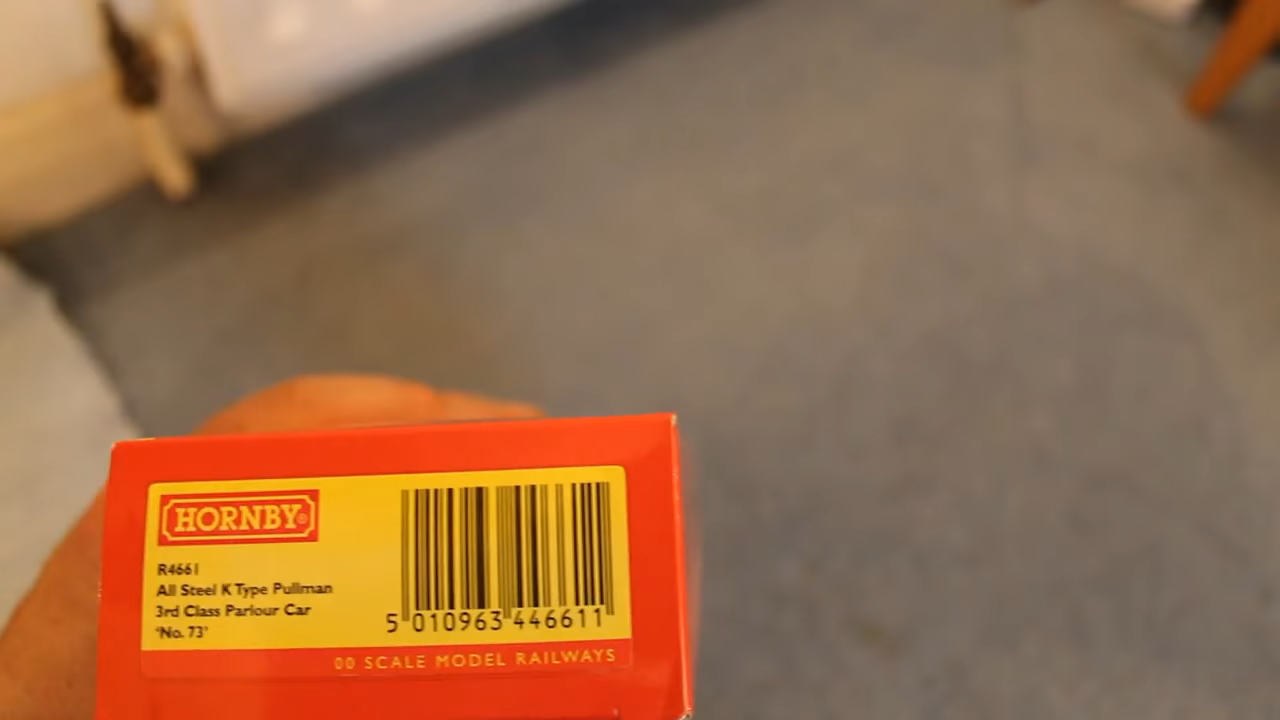 HORNBY®
R4661
All Steel K Type Pullman
3rd Class Parlour Car
'No. 73'
5 010963 446611
00 SCALE MODEL RAILWAYS